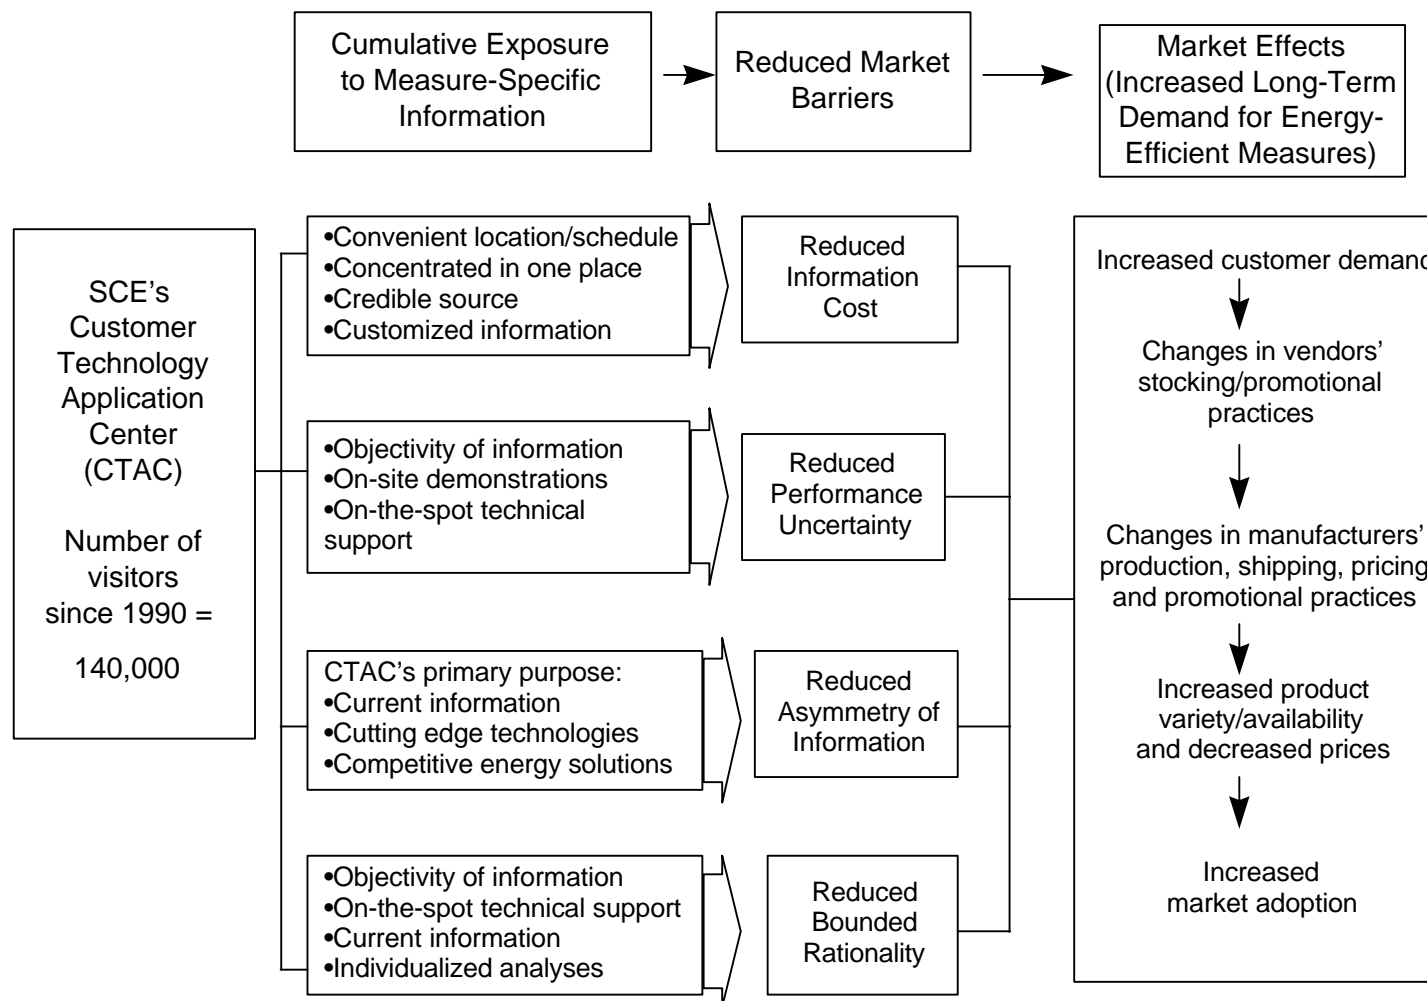 Cumulative Exposure
to Measure-Specific
Information
Reduced Market
Barriers
Market Effects
(Increased Long-Term
Demand for Energy-
Efficient Measures)
SCE’s
Customer
Technology
Application
Center
(CTAC)
Number of
visitors
since 1990 =
140,000
•Convenient location/schedule
•Concentrated in one place
•Credible source
•Customized information
Reduced
Information
Cost
•Objectivity of information
•On-site demonstrations
•On-the-spot technical
support
Reduced
Performance
Uncertainty
CTAC’s primary purpose:
•Current information
•Cutting edge technologies
•Competitive energy solutions
Reduced
Asymmetry of
Information
•Objectivity of information
•On-the-spot technical support
•Current information
•Individualized analyses
Reduced
Bounded
Rationality
Increased customer demand
Changes in vendors’
stocking/promotional
practices
Changes in manufacturers’
production, shipping, pricing
and promotional practices
Increased product
variety/availability
and decreased prices
Increased
market adoption